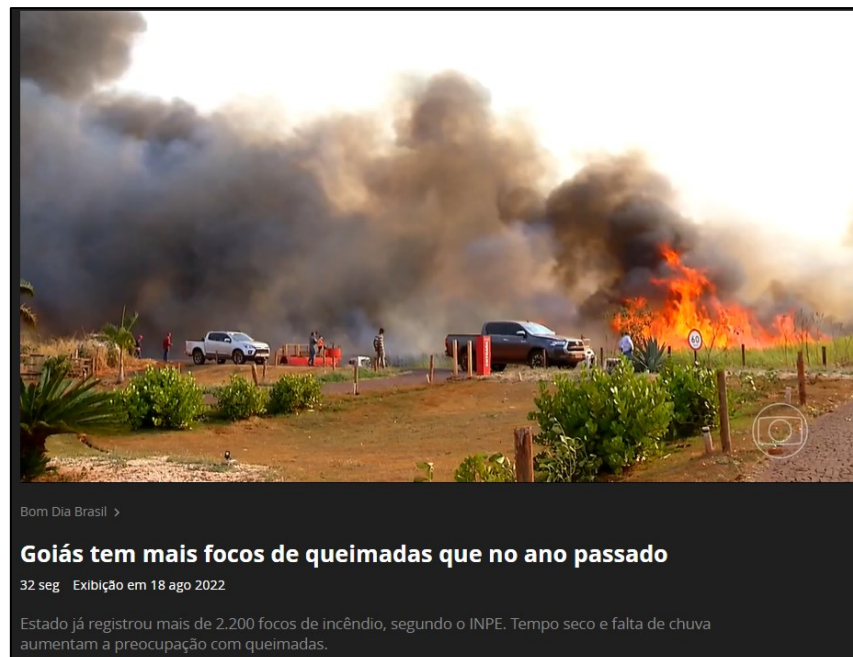 60
Bom Dia Brasil >
Goiás tem mais focos de queimadas que no ano passado
32 seg Exibição em 18 ago 2022
Estado já registrou mais de 2.200 focos de incêndio, segundo o INPE. Tempo seco e falta de chuva
aumentam a preocupação com queimadas.